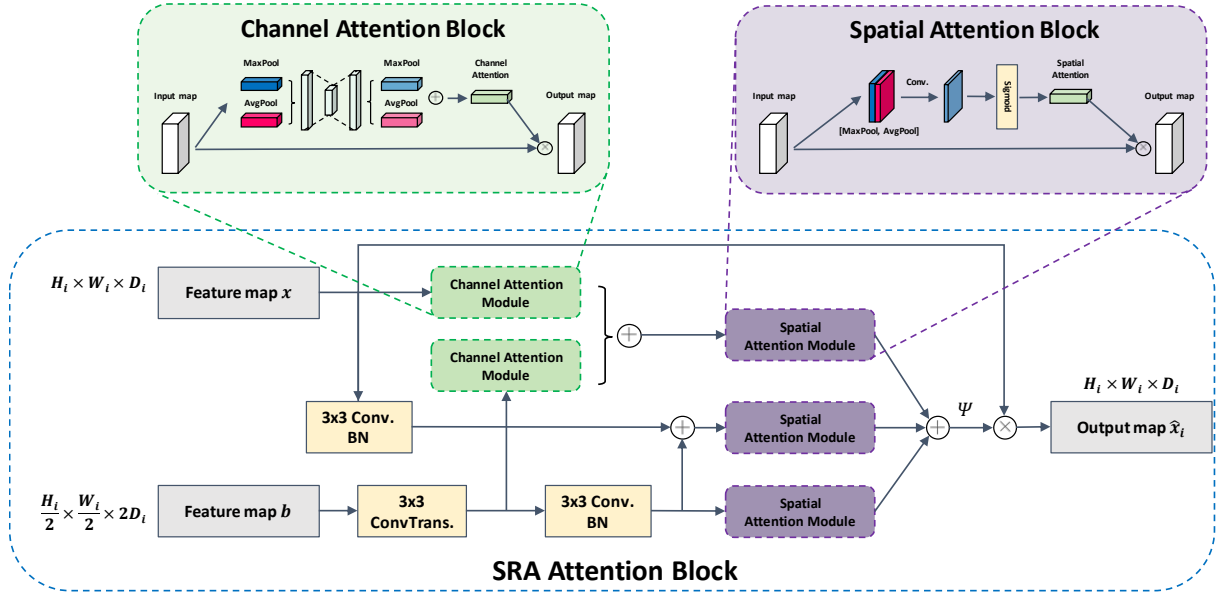 Channel Attention Block
MaxPool
MaxPool
Channel
Attention
Input map
AvgPool
AvgPool
Output map
Spatial Attention Block
Input map
Conv.
[MaxPool, AvgPool]
Sigmoid
Spatial
Attention
Output map
H_i × W_i × D_i
Feature map x
Channel Attention
Module
Channel Attention
Module
Spatial
Attention Module
3x3 Conv.
BN
Spatial
Attention Module
Ψ
H_i × W_i × D_i
Output map x̂_i
H_i/2 × W_i/2 × 2D_i
Feature map b
3x3
ConvTrans.
3x3 Conv.
BN
Spatial
Attention Module
SRA Attention Block